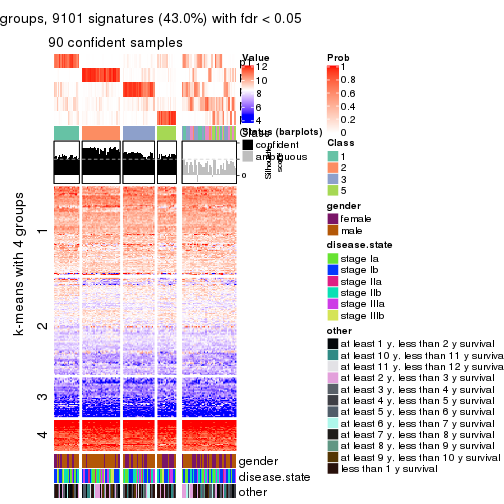 groups, 9101 signatures (43.0%) with fdr < 0.05
90 confident samples
k-means with 4 groups
1
2
3
4
Value
12
10
8
6
4
Status (barplots)
confident
ambiguous
0
Silhouette
score
gender
disease.state
other
Prob
1
0.8
0.6
0.4
0.2
0
Class
1
2
3
5
gender
female
male
disease.state
stage Ia
stage Ib
stage IIa
stage IIb
stage IIIa
stage IIIb
other
at least 1 y. less than 2 y survival
at least 10 y. less than 11 y survival
at least 11 y. less than 12 y survival
at least 2 y. less than 3 y survival
at least 3 y. less than 4 y survival
at least 4 y. less than 5 y survival
at least 5 y. less than 6 y survival
at least 6 y. less than 7 y survival
at least 7 y. less than 8 y survival
at least 8 y. less than 9 y survival
at least 9 y. less than 10 y survival
less than 1 y survival